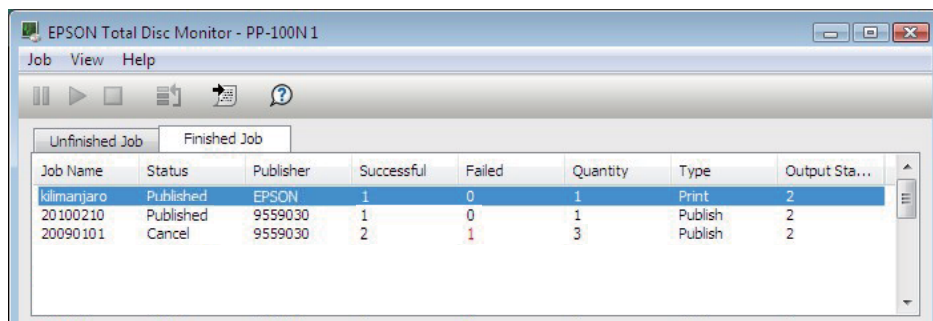 EPSON Total Disc Monitor - PP-100N 1
Job View Help
Unfinished Job Finished Job
Job Name Status Publisher Successful Failed Quantity Type Output Sta...
kilimanjaro Published EPSON 1 0 1 Print 2
20100210 Published 9559030 1 0 1 Publish 2
20090101 Cancel 9559030 2 1 3 Publish 2